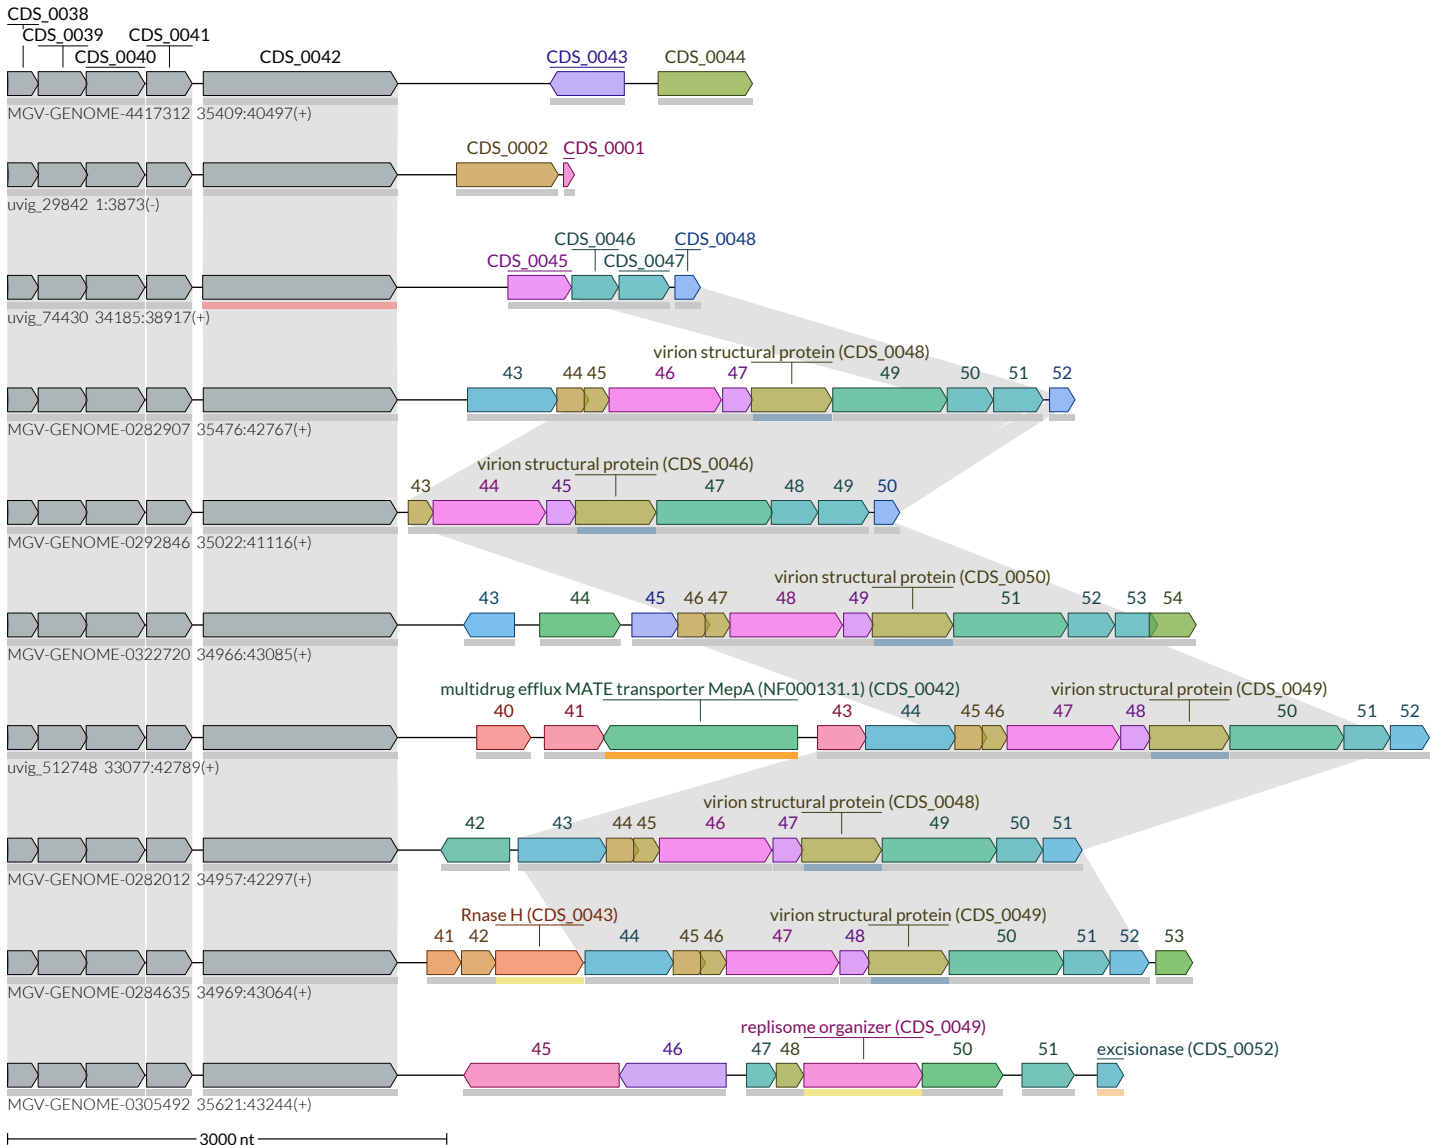 CDS_0038
CDS_0039 CDS_0041
CDS_0040 CDS_0042 CDS_0043 CDS_0044
MGV-GENOME-4417312 35409:40497(+)
CDS_0002 CDS_0001
uvig_29842 1:3873(-)
CDS_0046 CDS_0048
CDS_0045 CDS_0047
uvig_74430 34185:38917(+)
virion structural protein (CDS_0048)
43 44 45 46 47 49 50 51 52
MGV-GENOME-0282907 35476:42767(+)
virion structural protein (CDS_0046)
43 44 45 47 48 49 50
MGV-GENOME-0292846 35022:41116(+)
virion structural protein (CDS_0050)
43 44 45 46 47 48 49 51 52 53 54
MGV-GENOME-0322720 34966:43085(+)
multidrug efflux MATE transporter MepA (NF000131.1) (CDS_0042) virion structural protein (CDS_0049)
40 41 43 44 45 46 47 48 50 51 52
uvig_512748 33077:42789(+)
virion structural protein (CDS_0048)
42 43 44 45 46 47 49 50 51
MGV-GENOME-0282012 34957:42297(+)
Rnase H (CDS_0043) virion structural protein (CDS_0049)
41 42 44 45 46 47 48 50 51 52 53
MGV-GENOME-0284635 34969:43064(+)
replisome organizer (CDS_0049)
45 46 47 48 50 51 excisionase (CDS_0052)
MGV-GENOME-0305492 35621:43244(+)
3000 nt